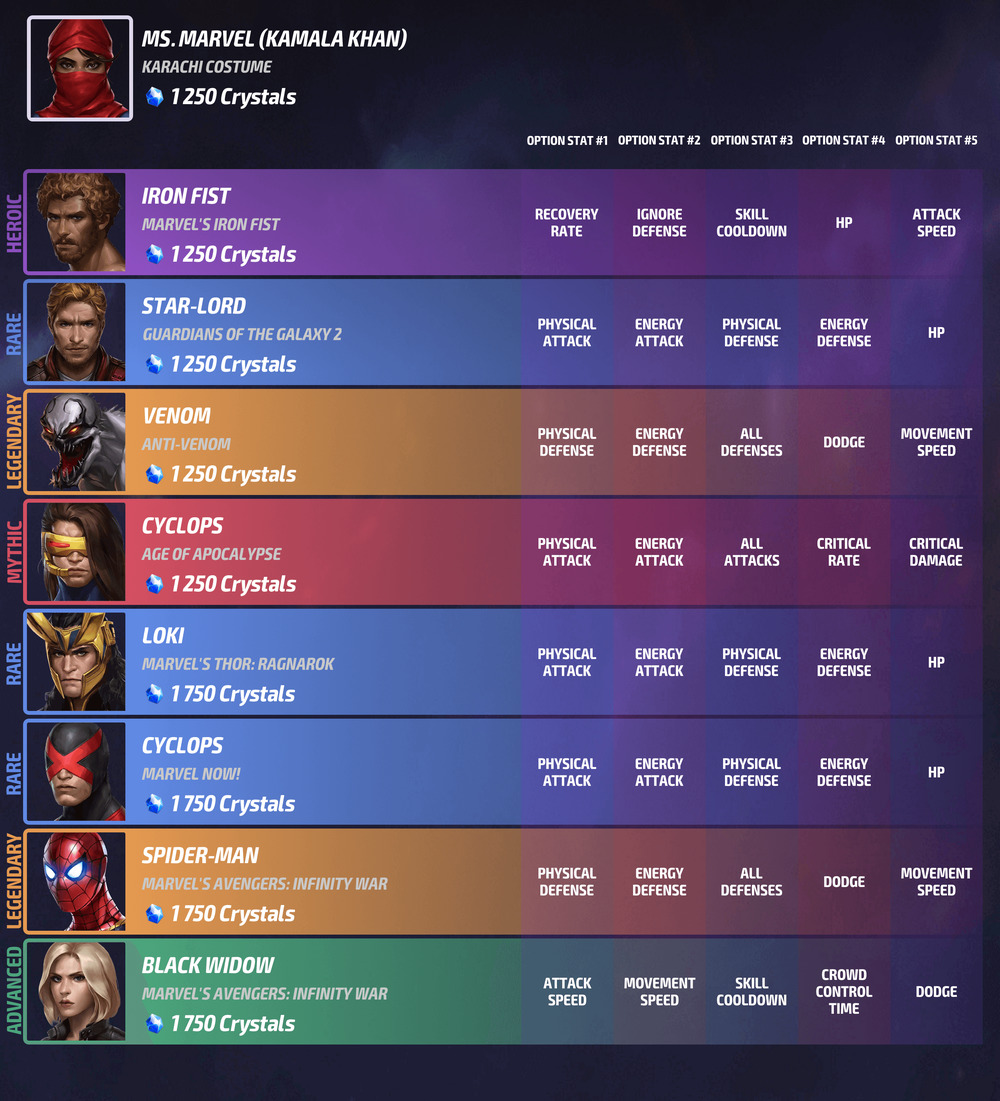 MS. MARVEL (KAMALA KHAN)
KARACHI COSTUME
1 250 Crystals
OPTION STAT #1 OPTION STAT #2 OPTION STAT #3 OPTION STAT #4 OPTION STAT #5
HEROIC
IRON FIST
MARVEL'S IRON FIST
1 250 Crystals
RECOVERY
RATE
IGNORE
DEFENSE
SKILL
COOLDOWN
HP
ATTACK
SPEED
RARE
STAR-LORD
GUARDIANS OF THE GALAXY 2
1 250 Crystals
PHYSICAL
ATTACK
ENERGY
ATTACK
PHYSICAL
DEFENSE
ENERGY
DEFENSE
HP
LEGENDARY
VENOM
ANTI-VENOM
1 250 Crystals
PHYSICAL
DEFENSE
ENERGY
DEFENSE
ALL
DEFENSES
DODGE
MOVEMENT
SPEED
MYTHIC
CYCLOPS
AGE OF APOCALYPSE
1 250 Crystals
PHYSICAL
ATTACK
ENERGY
ATTACK
ALL
ATTACKS
CRITICAL
RATE
CRITICAL
DAMAGE
RARE
LOKI
MARVEL'S THOR: RAGNAROK
1 750 Crystals
PHYSICAL
ATTACK
ENERGY
ATTACK
PHYSICAL
DEFENSE
ENERGY
DEFENSE
HP
RARE
CYCLOPS
MARVEL NOW!
1 750 Crystals
PHYSICAL
ATTACK
ENERGY
ATTACK
PHYSICAL
DEFENSE
ENERGY
DEFENSE
HP
LEGENDARY
SPIDER-MAN
MARVEL'S AVENGERS: INFINITY WAR
1 750 Crystals
PHYSICAL
DEFENSE
ENERGY
DEFENSE
ALL
DEFENSES
DODGE
MOVEMENT
SPEED
ADVANCED
BLACK WIDOW
MARVEL'S AVENGERS: INFINITY WAR
1 750 Crystals
ATTACK
SPEED
MOVEMENT
SPEED
SKILL
COOLDOWN
CROWD
CONTROL
TIME
DODGE